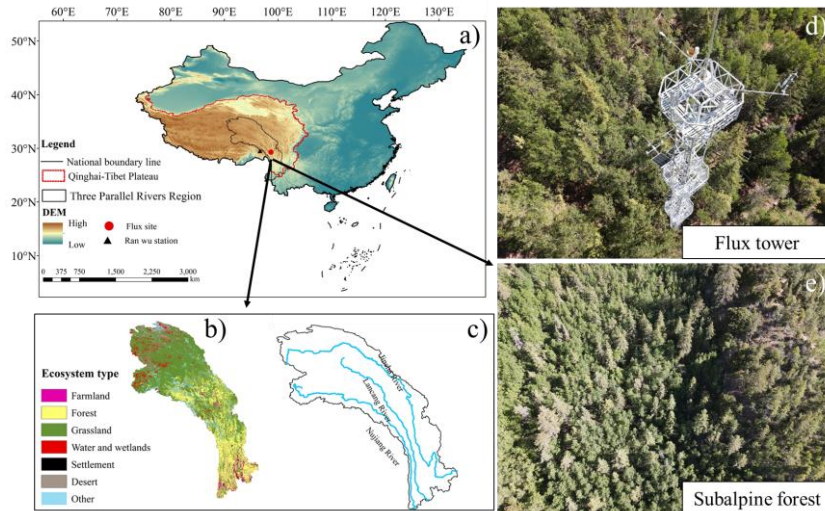 60°E 70°E 80°E 90°E 100°E 110°E 120°E 130°E
50°N
40°N
30°N
20°N
10°N
a)
Legend
National boundary line
Qinghai-Tibet Plateau
Three Parallel Rivers Region
DEM
High
Low
Flux site
Ran wu station
0 375 750 1,500 2,250 3,000
km
b)
Ecosystem type
Farmland
Forest
Grassland
Water and wetlands
Settlement
Desert
Other
c)
Jinsha River
Lancang River
Nujiang River
d)
Flux tower
e)
Subalpine forest